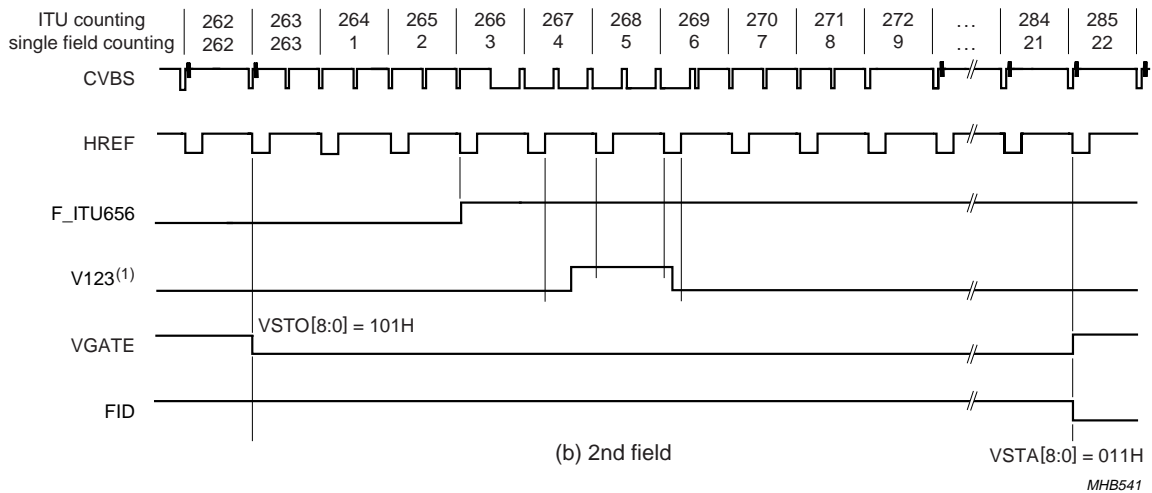 ITU counting 262 263 264 265 266 267 268 269 270 271 272 ... 284 285
single field counting 262 263 1 2 3 4 5 6 7 8 9 ... 21 22
CVBS
HREF
F_ITU656
V123(1)
VSTO[8:0] = 101H
VGATE
FID
(b) 2nd field
VSTA[8:0] = 011H
MHB541